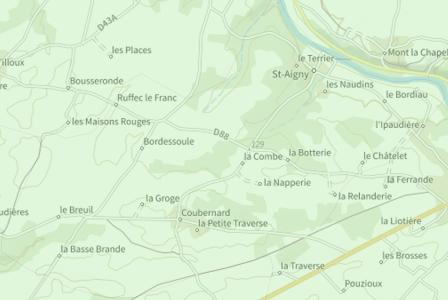 D43A
les Places
Mont la Chapel
le Terrier
St-Aigny
Bousseronde
les Naudins
le Bordiau
Ruffec le Franc
les Maisons Rouges
l'Ipaudière
D88
Bordessoule
129
la Combe
la Botterie
le Châtelet
la Napperie
la Ferrande
la Relanderie
la Groge
le Breuil
Coubernard
la Petite Traverse
la Liotière
la Basse Brande
les Brosses
la Traverse
Pouzioux